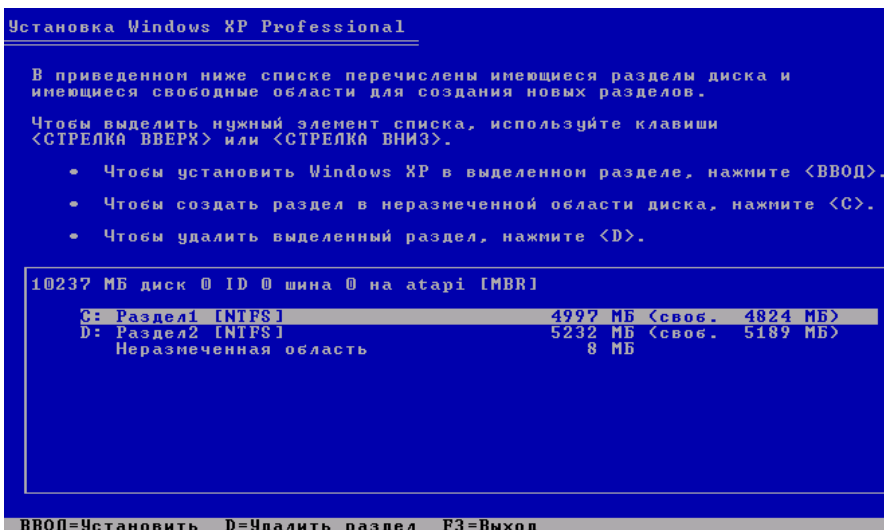 Установка Windows XP Professional
В приведенном ниже списке перечислены имеющиеся разделы диска и
имеющиеся свободные области для создания новых разделов.
Чтобы выделить нужный элемент списка, используйте клавиши
<СТРЕЛКА ВВЕРХ> или <СТРЕЛКА ВНИЗ>.
• Чтобы установить Windows XP в выделенном разделе, нажмите <ВВОД>.
• Чтобы создать раздел в неразмеченной области диска, нажмите <C>.
• Чтобы удалить выделенный раздел, нажмите <D>.
10237 МБ диск 0 ID 0 шина 0 на atapi [MBR]
C: Раздел1 [NTFS] 4997 МБ (своб. 4824 МБ)
D: Раздел2 [NTFS] 5232 МБ (своб. 5189 МБ)
Неразмеченная область 8 МБ
ВВОД=Установить D=Удалить раздел F3=Выход